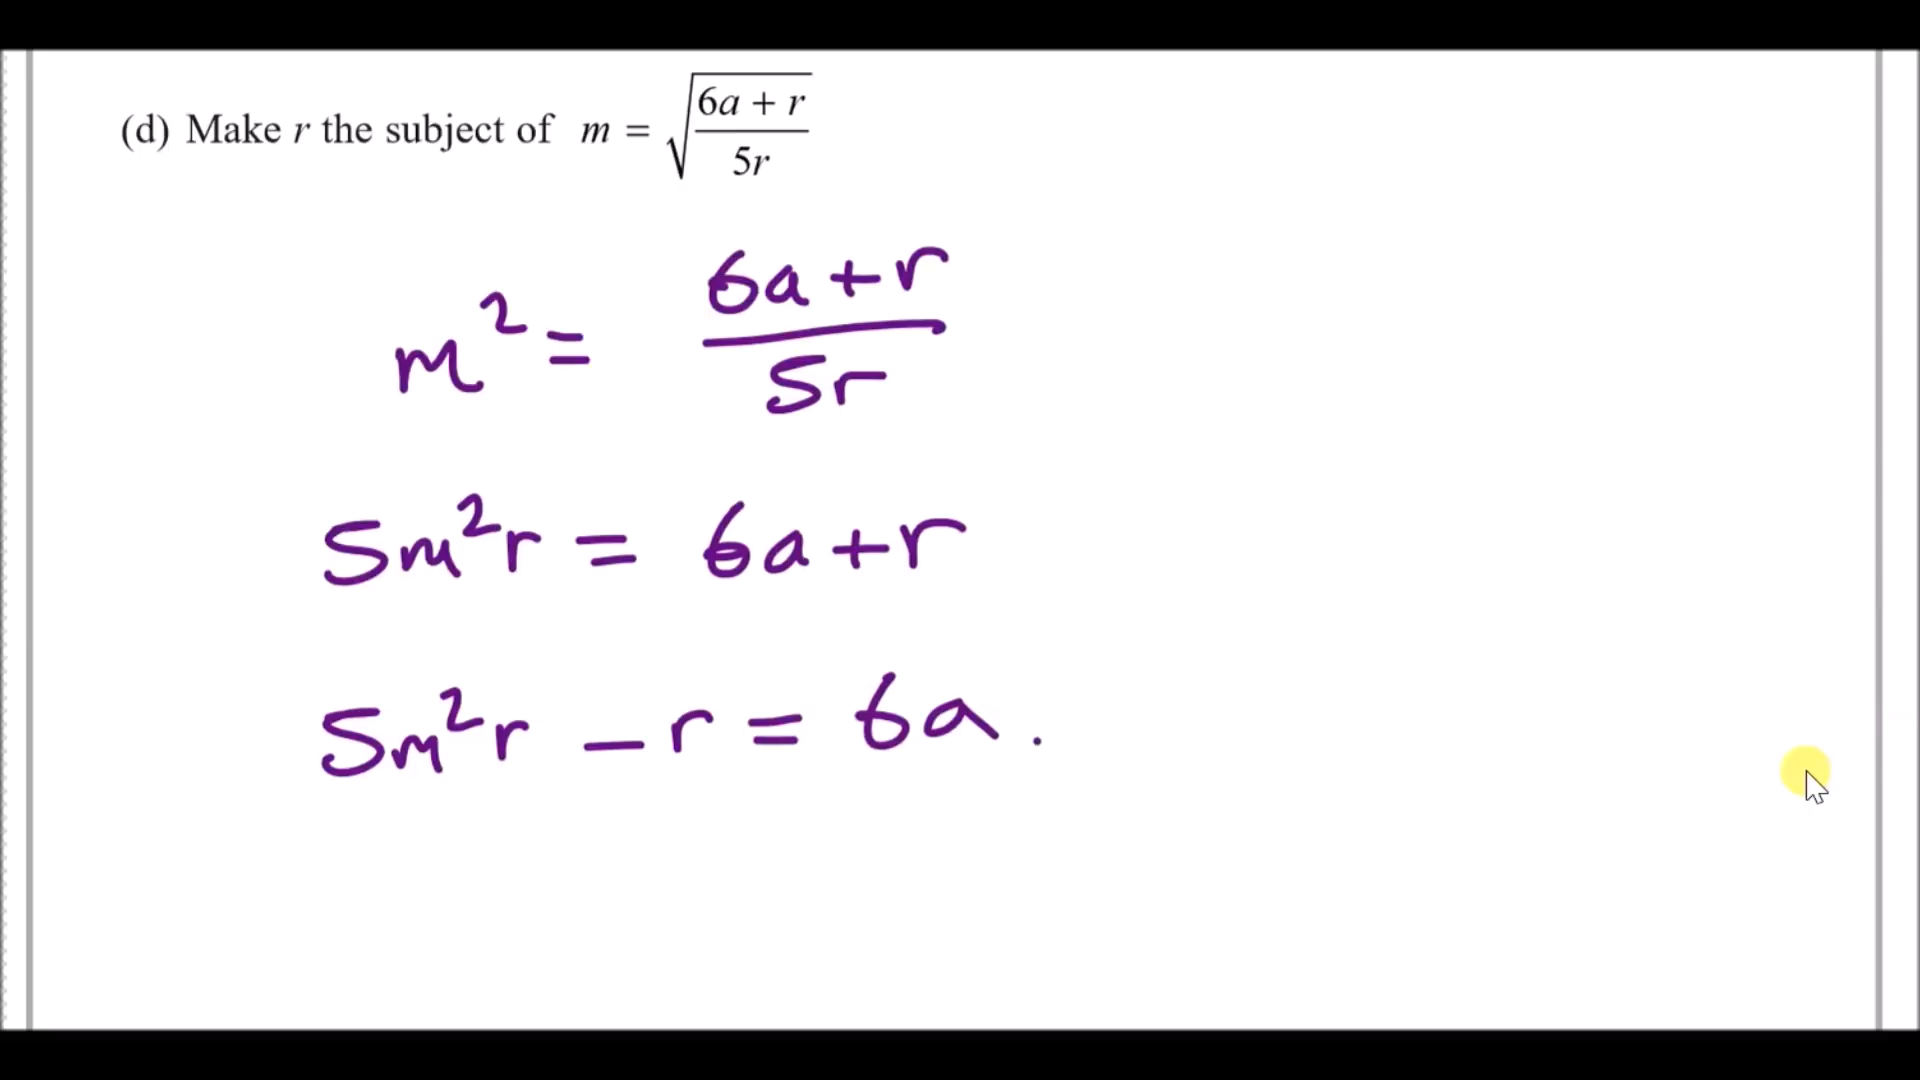 (d) Make r the subject of m = √((6a + r)/(5r))
m² = (6a + r)/(5r)
5m²r = 6a + r
5m²r − r = 6a.